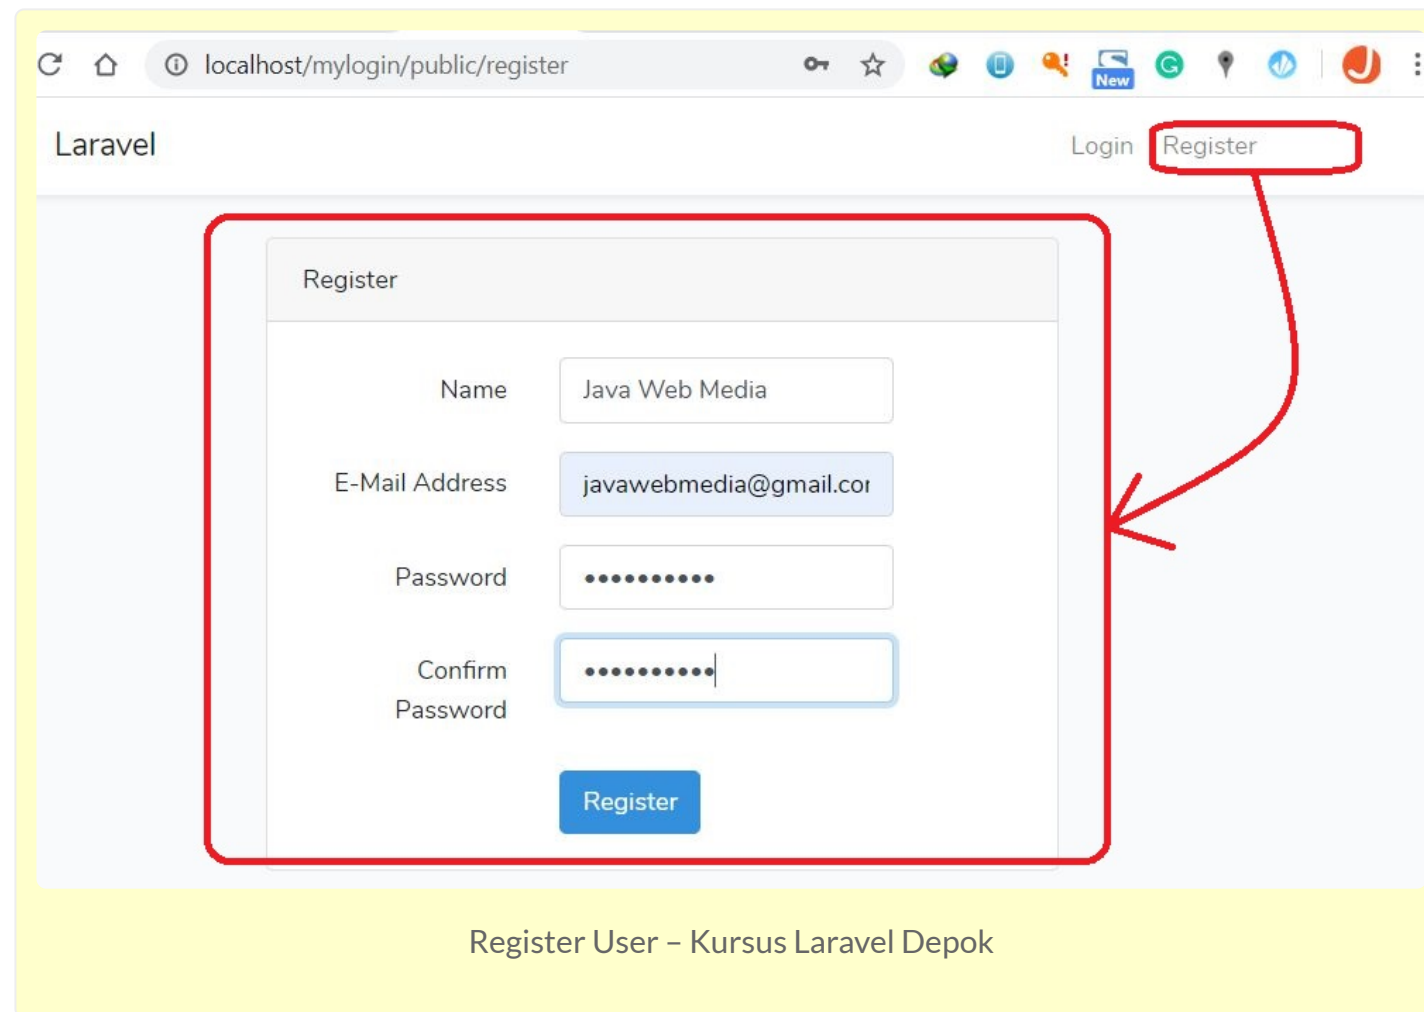 localhost/mylogin/public/register
New
Laravel
Login Register
Register
Name Java Web Media
E-Mail Address javawebmedia@gmail.cor
Password ••••••••••
Confirm ••••••••••
Password
Register
Register User – Kursus Laravel Depok